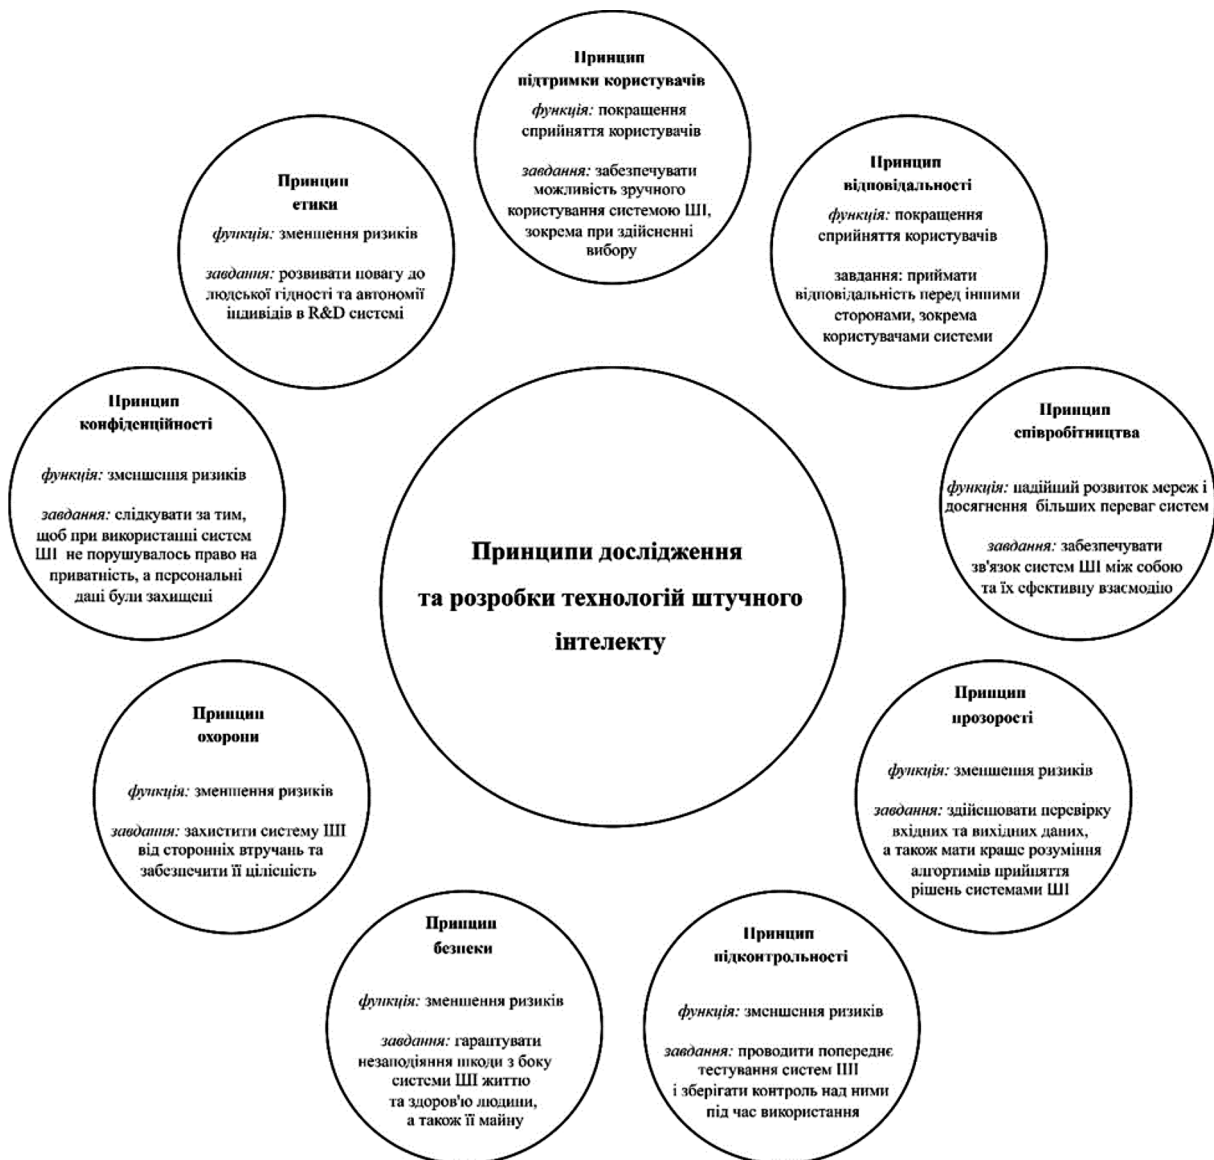 Принцип
підтримки користувачів
функція: покращення
сприйняття користувачів
завдання: забезпечувати
можливість зручного
користування системою ШІ,
зокрема при здійсненні
вибору
Принцип
відповідальності
функція: покращення
сприйняття користувачів
завдання: приймати
відповідальність перед іншими
сторонами, зокрема
користувачами системи
Принцип
співробітництва
функція: надійний розвиток мереж і
досягнення більших переваг систем
завдання: забезпечувати
зв'язок систем ШІ між собою
та їх ефективну взаємодію
Принцип
прозорості
функція: зменшення ризиків
завдання: здійснювати перевірку
вхідних та вихідних даних,
а також мати краще розуміння
алгортимів прийняття
рішень системами ШІ
Принцип
підконтрольності
функція: зменшення ризиків
завдання: проводити попереднє
тестування систем ШІ
і зберігати контроль над ними
під час використання
Принцип
безпеки
функція: зменшення ризиків
завдання: гарантувати
незаподіяння шкоди з боку
системи ШІ життю
та здоров'ю людини,
а також її майну
Принцип
охорони
функція: зменшення ризиків
завдання: захистити систему ШІ
від сторонніх втручань та
забезпечити її цілісність
Принцип
конфіденційності
функція: зменшення ризиків
завдання: слідкувати за тим,
щоб при використанні систем
ШІ не порушувалось право на
приватність, а персональні
дані були захищені
Принцип
етики
функція: зменшення ризиків
завдання: розвивати повагу до
людської гідності та автономії
індивідів в R&D системі
Принципи дослідження
та розробки технологій штучного
інтелекту